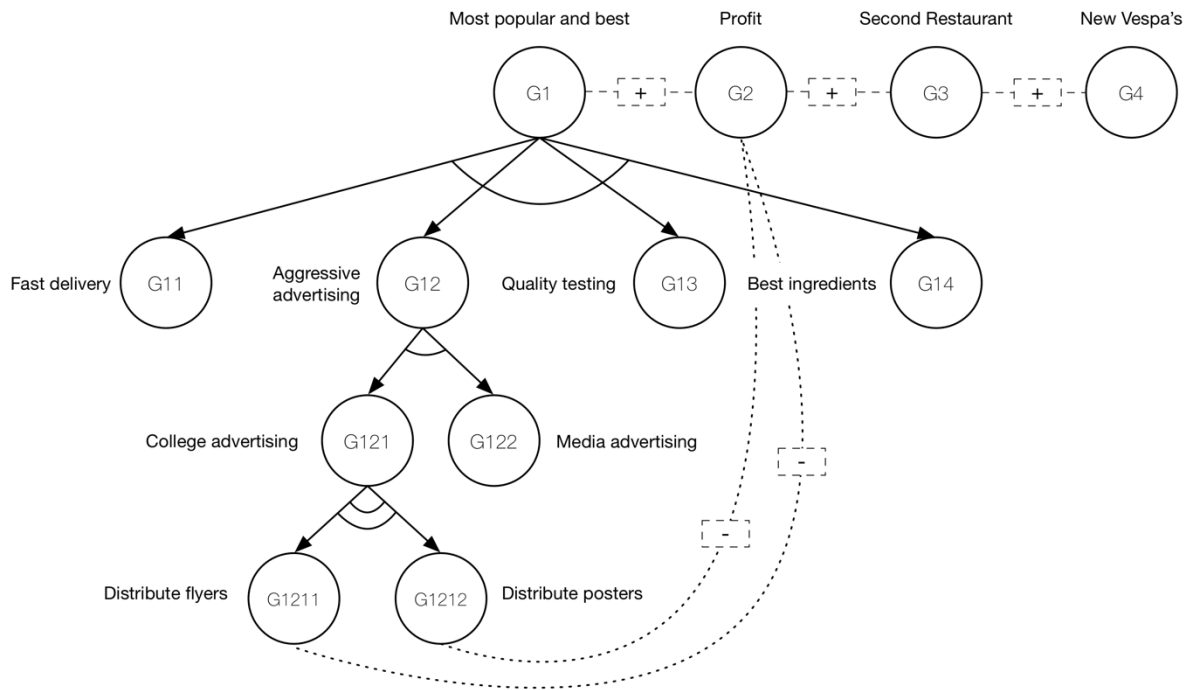 Most popular and best
Profit
Second Restaurant
New Vespa's
G1
+
G2
+
G3
+
G4
Fast delivery
G11
Aggressive
advertising
G12
Quality testing
G13
Best ingredients
G14
College advertising
G121
G122
Media advertising
-
-
Distribute flyers
G1211
G1212
Distribute posters